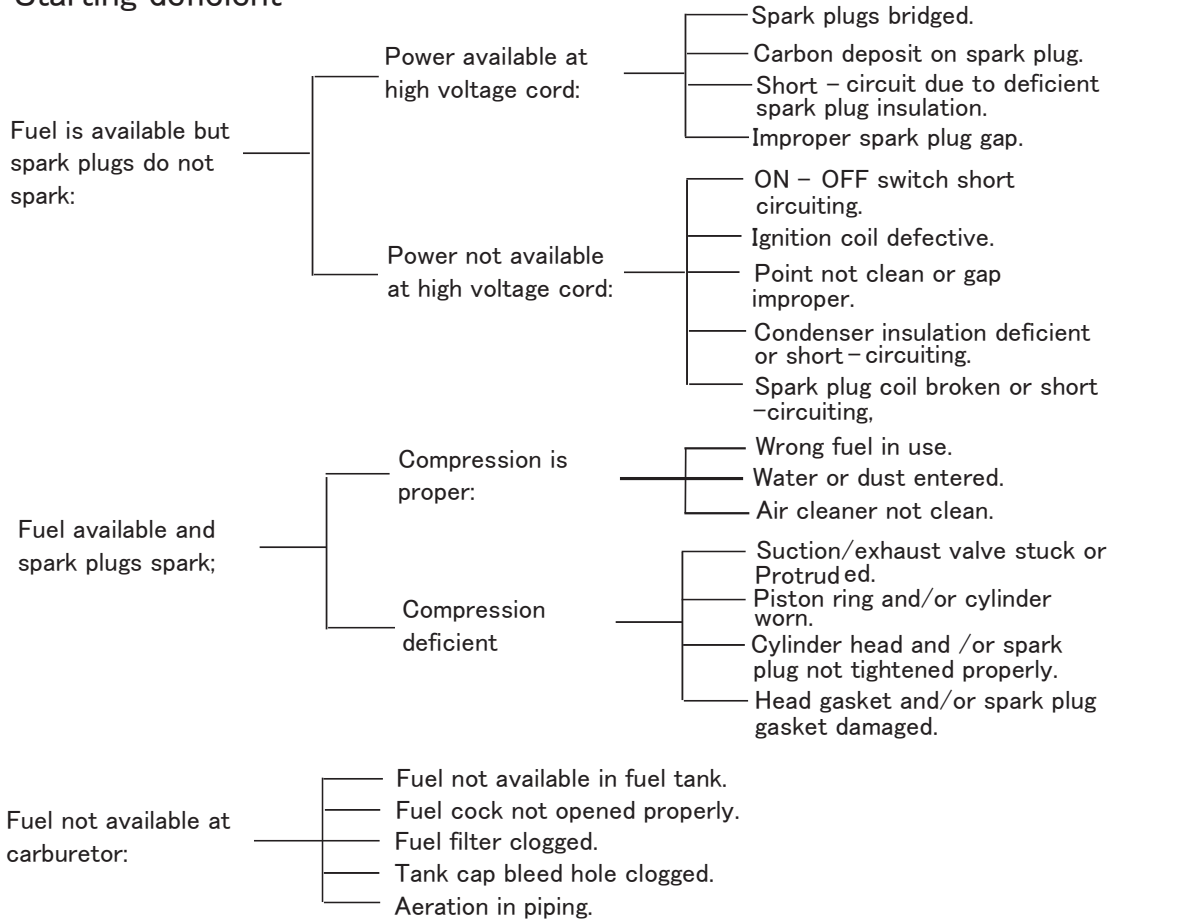 Starting deficient
Fuel is available but
spark plugs do not
spark:
Power available at
high voltage cord:
Spark plugs bridged.
Carbon deposit on spark plug.
Short – circuit due to deficient
spark plug insulation.
Improper spark plug gap.
Power not available
at high voltage cord:
ON – OFF switch short
circuiting.
Ignition coil defective.
Point not clean or gap
improper.
Condenser insulation deficient
or short – circuiting.
Spark plug coil broken or short
–circuiting,
Fuel available and
spark plugs spark;
Compression is
proper:
Wrong fuel in use.
Water or dust entered.
Air cleaner not clean.
Compression
deficient
Suction/exhaust valve stuck or
Protruded.
Piston ring and/or cylinder
worn.
Cylinder head and /or spark
plug not tightened properly.
Head gasket and/or spark plug
gasket damaged.
Fuel not available at
carburetor:
Fuel not available in fuel tank.
Fuel cock not opened properly.
Fuel filter clogged.
Tank cap bleed hole clogged.
Aeration in piping.